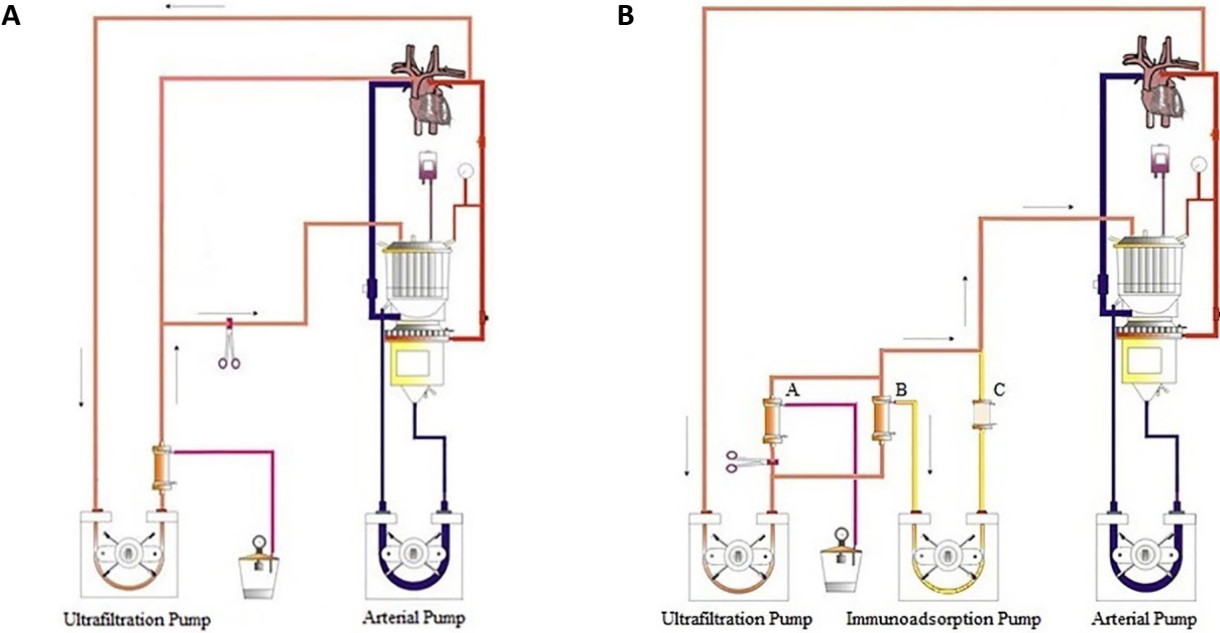 A
B
A
B
C
Ultrafiltration Pump
Arterial Pump
Ultrafiltration Pump
Immunoadsorption Pump
Arterial Pump